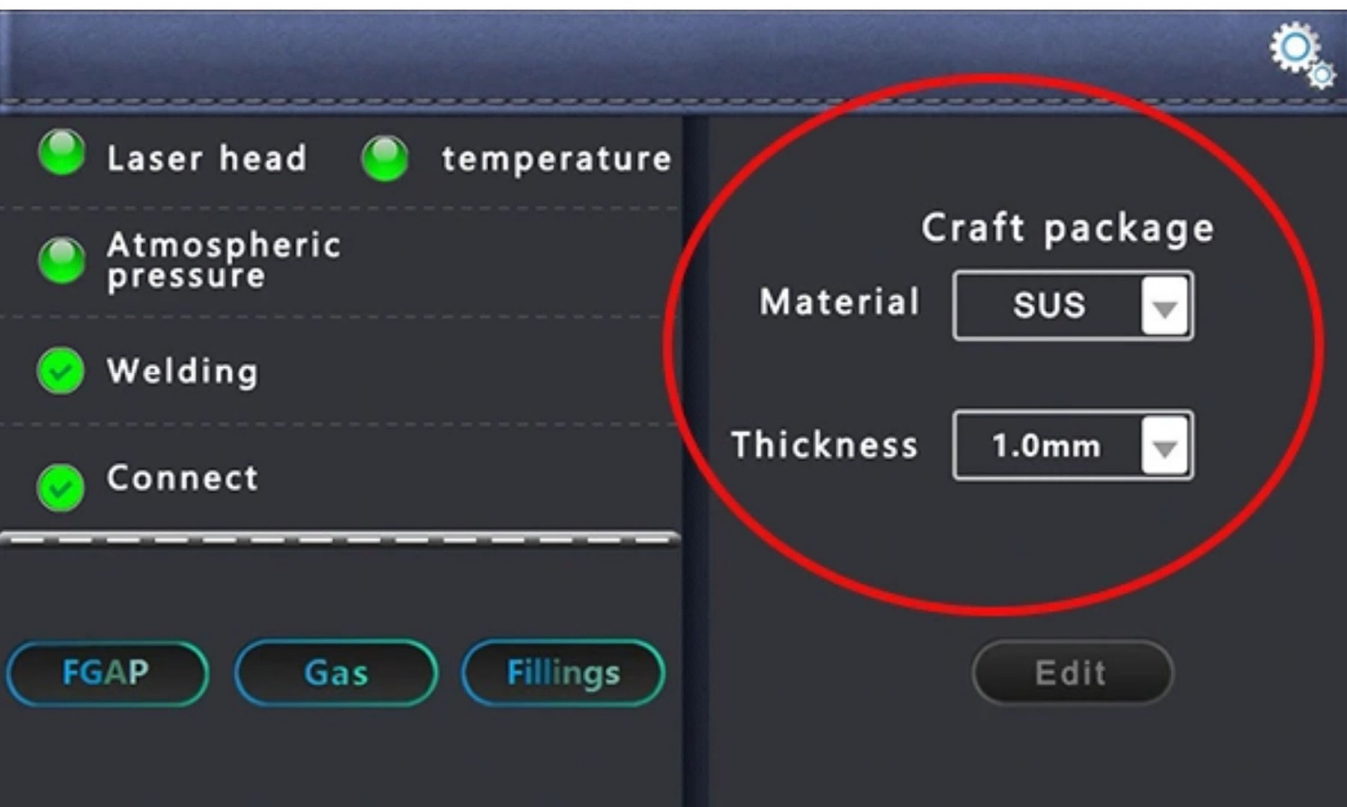 Laser head temperature
Atmospheric
pressure
Welding
Connect
FGAP Gas Fillings
Craft package
Material SUS
Thickness 1.0mm
Edit